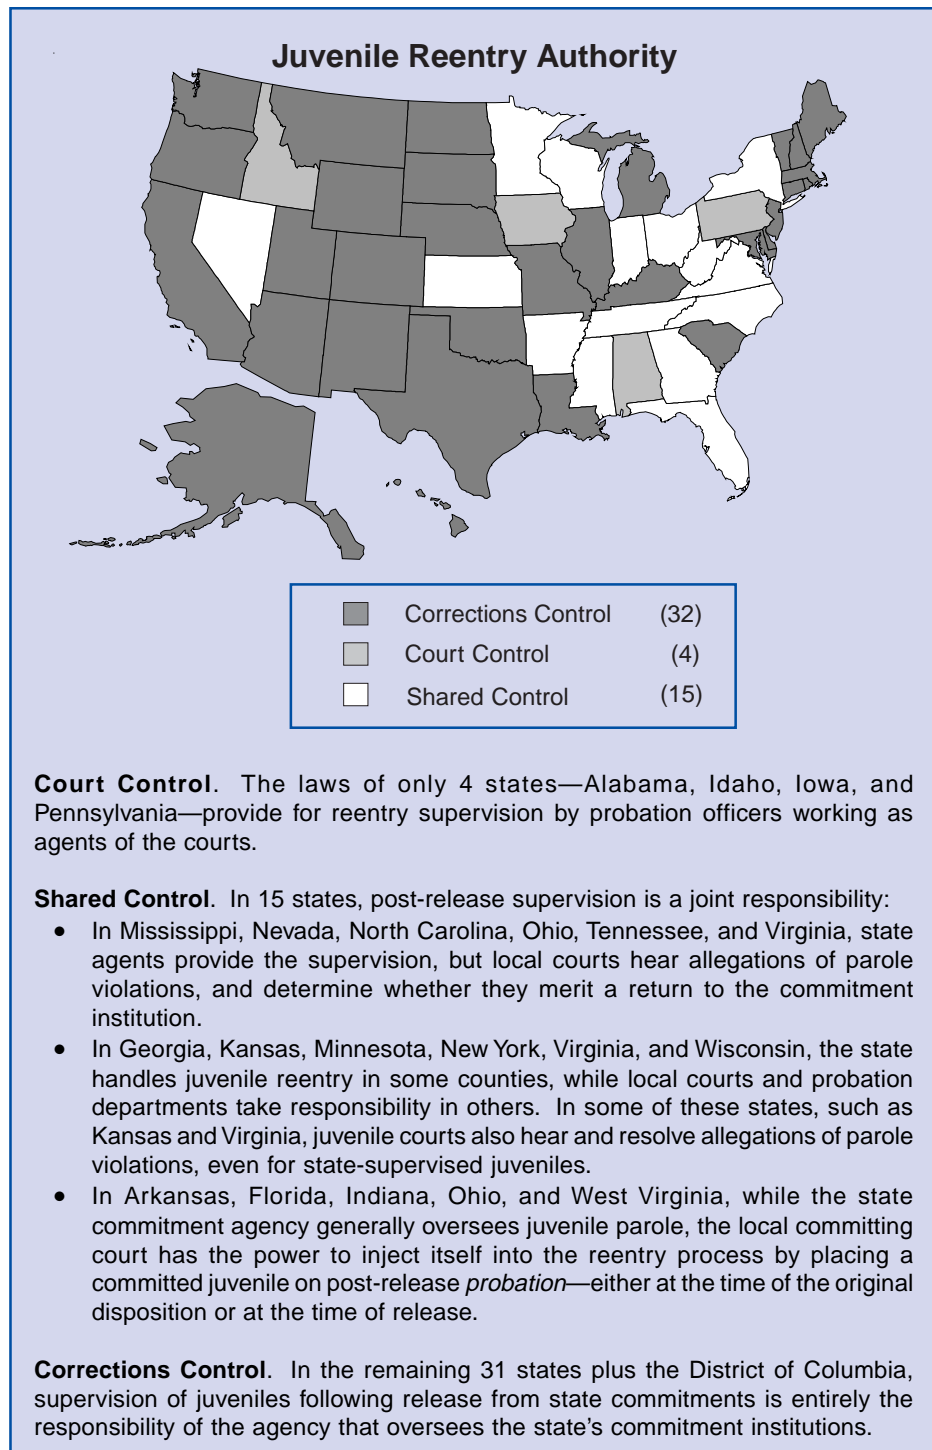 Juvenile Reentry Authority
Corrections Control (32)
Court Control (4)
Shared Control (15)
Court Control. The laws of only 4 states—Alabama, Idaho, Iowa, and
Pennsylvania—provide for reentry supervision by probation officers working as
agents of the courts.
Shared Control. In 15 states, post-release supervision is a joint responsibility:
• In Mississippi, Nevada, North Carolina, Ohio, Tennessee, and Virginia, state
agents provide the supervision, but local courts hear allegations of parole
violations, and determine whether they merit a return to the commitment
institution.
• In Georgia, Kansas, Minnesota, New York, Virginia, and Wisconsin, the state
handles juvenile reentry in some counties, while local courts and probation
departments take responsibility in others. In some of these states, such as
Kansas and Virginia, juvenile courts also hear and resolve allegations of parole
violations, even for state-supervised juveniles.
• In Arkansas, Florida, Indiana, Ohio, and West Virginia, while the state
commitment agency generally oversees juvenile parole, the local committing
court has the power to inject itself into the reentry process by placing a
committed juvenile on post-release probation—either at the time of the original
disposition or at the time of release.
Corrections Control. In the remaining 31 states plus the District of Columbia,
supervision of juveniles following release from state commitments is entirely the
responsibility of the agency that oversees the state's commitment institutions.